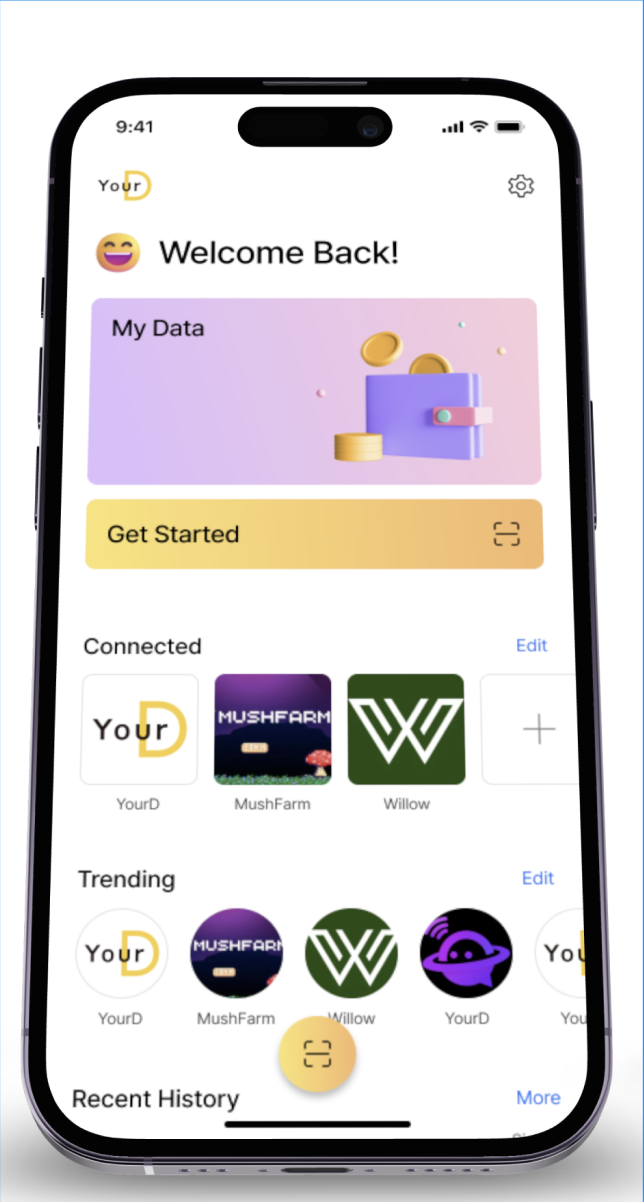 9:41
YourD
Welcome Back!
My Data
Get Started
Connected Edit
YourD
MUSHFARM
YourD MushFarm Willow
Trending Edit
YourD
MUSHFARM
You
YourD MushFarm Willow YourD You
Recent History More